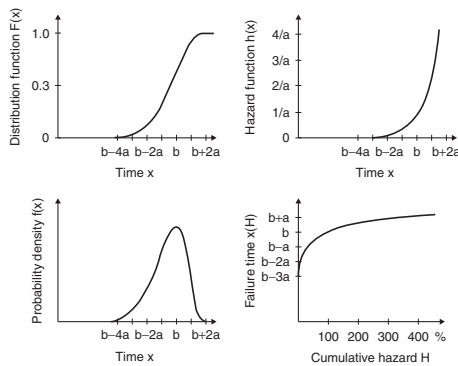 Distribution function F(x)
1.0
0.3
0
b–4a b–2a b b+2a
Time x
Hazard function h(x)
4/a
3/a
2/a
1/a
0
b–4a b–2a b b+2a
Time x
Probability density f(x)
b–4a b–2a b b+2a
Time x
Failure time x(H)
b+a
b
b–a
b–2a
b–3a
100 200 300 400 %
Cumulative hazard H